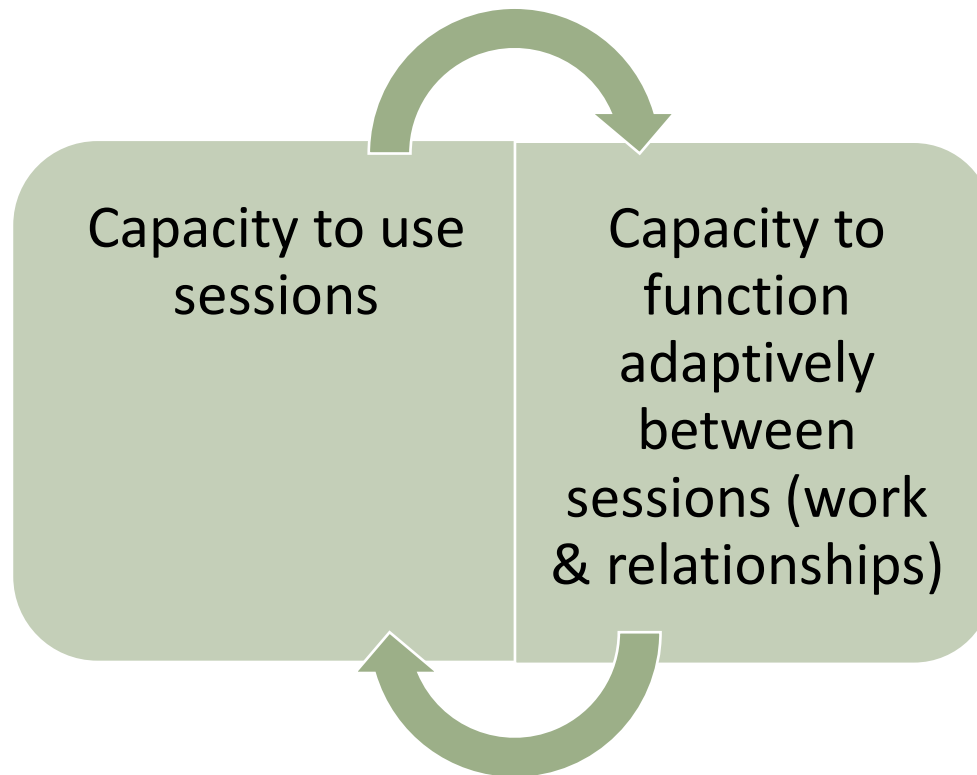 Capacity to use
sessions
Capacity to
function
adaptively
between
sessions (work
& relationships)